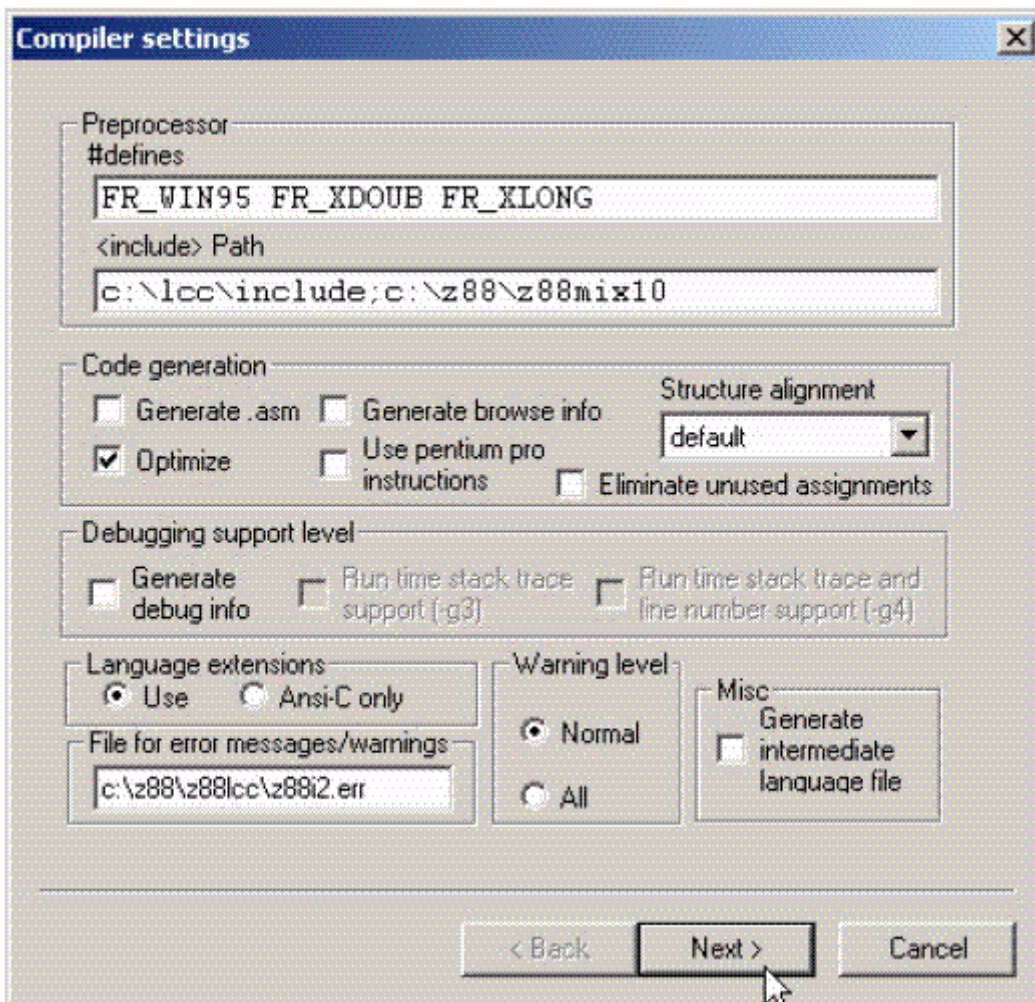 Compiler settings
Preprocessor
#defines
FR_WIN95 FR_XDOUB FR_XLONG
<include> Path
c:\lcc\include;c:\z88\z88mix10
Code generation
Generate .asm
Generate browse info
Structure alignment
default
Optimize
Use pentium pro
instructions
Eliminate unused assignments
Debugging support level
Generate
debug info
Run time stack trace
support (-g3)
Run time stack trace and
line number support (-g4)
Language extensions
Use
Ansi-C only
File for error messages/warnings
c:\z88\z88lcc\z88i2.err
Warning level
Normal
All
Misc
Generate
intermediate
language file
< Back
Next >
Cancel